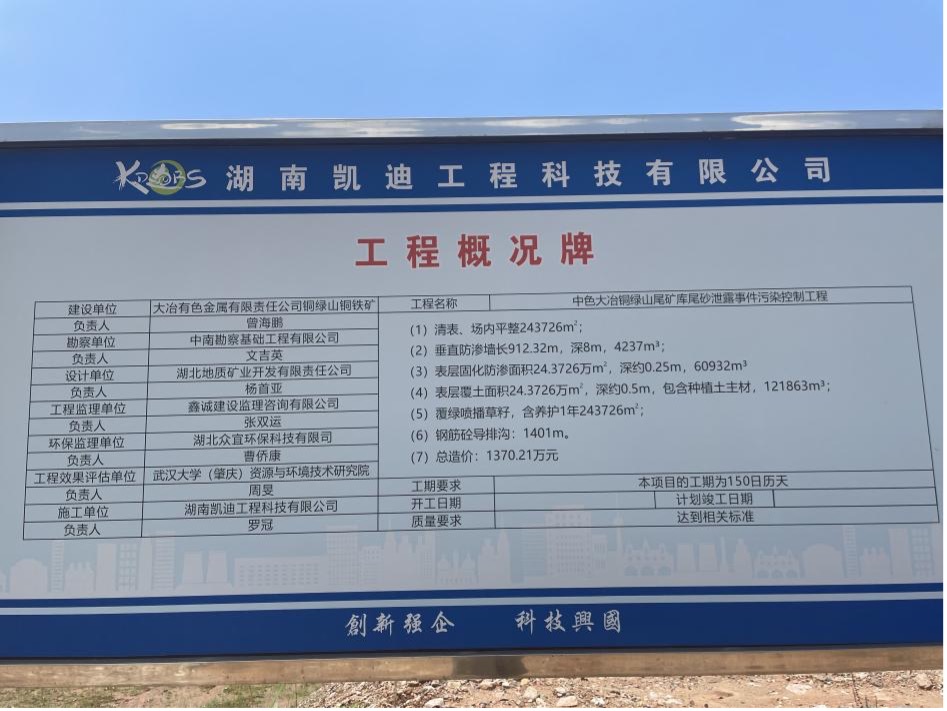 KDGFS 湖南凯迪工程科技有限公司
工程概况牌
建设单位 大冶有色金属有限责任公司铜绿山铜铁矿 工程名称 中色大冶铜绿山尾矿库尾砂泄露事件污染控制工程
负责人 曾海鹏
勘察单位 中南勘察基础工程有限公司
负责人 文吉英
设计单位 湖北地质矿业开发有限责任公司
负责人 杨首亚
工程监理单位 鑫诚建设监理咨询有限公司
负责人 张双运
环保监理单位 湖北众宜环保科技有限公司
负责人 曹侨康
工程效果评估单位 武汉大学（肇庆）资源与环境技术研究院
负责人 周旻
施工单位 湖南凯迪工程科技有限公司
负责人 罗冠
（1）清表、场内平整243726m²；
（2）垂直防渗墙长912.32m，深8m，4237m³；
（3）表层固化防渗面积24.3726万m²，深约0.25m，60932m³
（4）表层覆土面积24.3726万m²，深约0.5m，包含种植土主材，121863m³；
（5）覆绿喷播草籽，含养护1年243726m²；
（6）钢筋砼导排沟：1401m。
（7）总造价：1370.21万元
工期要求 本项目的工期为150日历天
开工日期 计划竣工日期
质量要求 达到相关标准
創新强企 科技興國